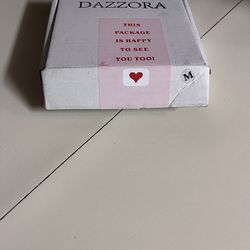 DAZZORA
THIS
PACKAGE
IS HAPPY
TO SEE
YOU TOO!
M